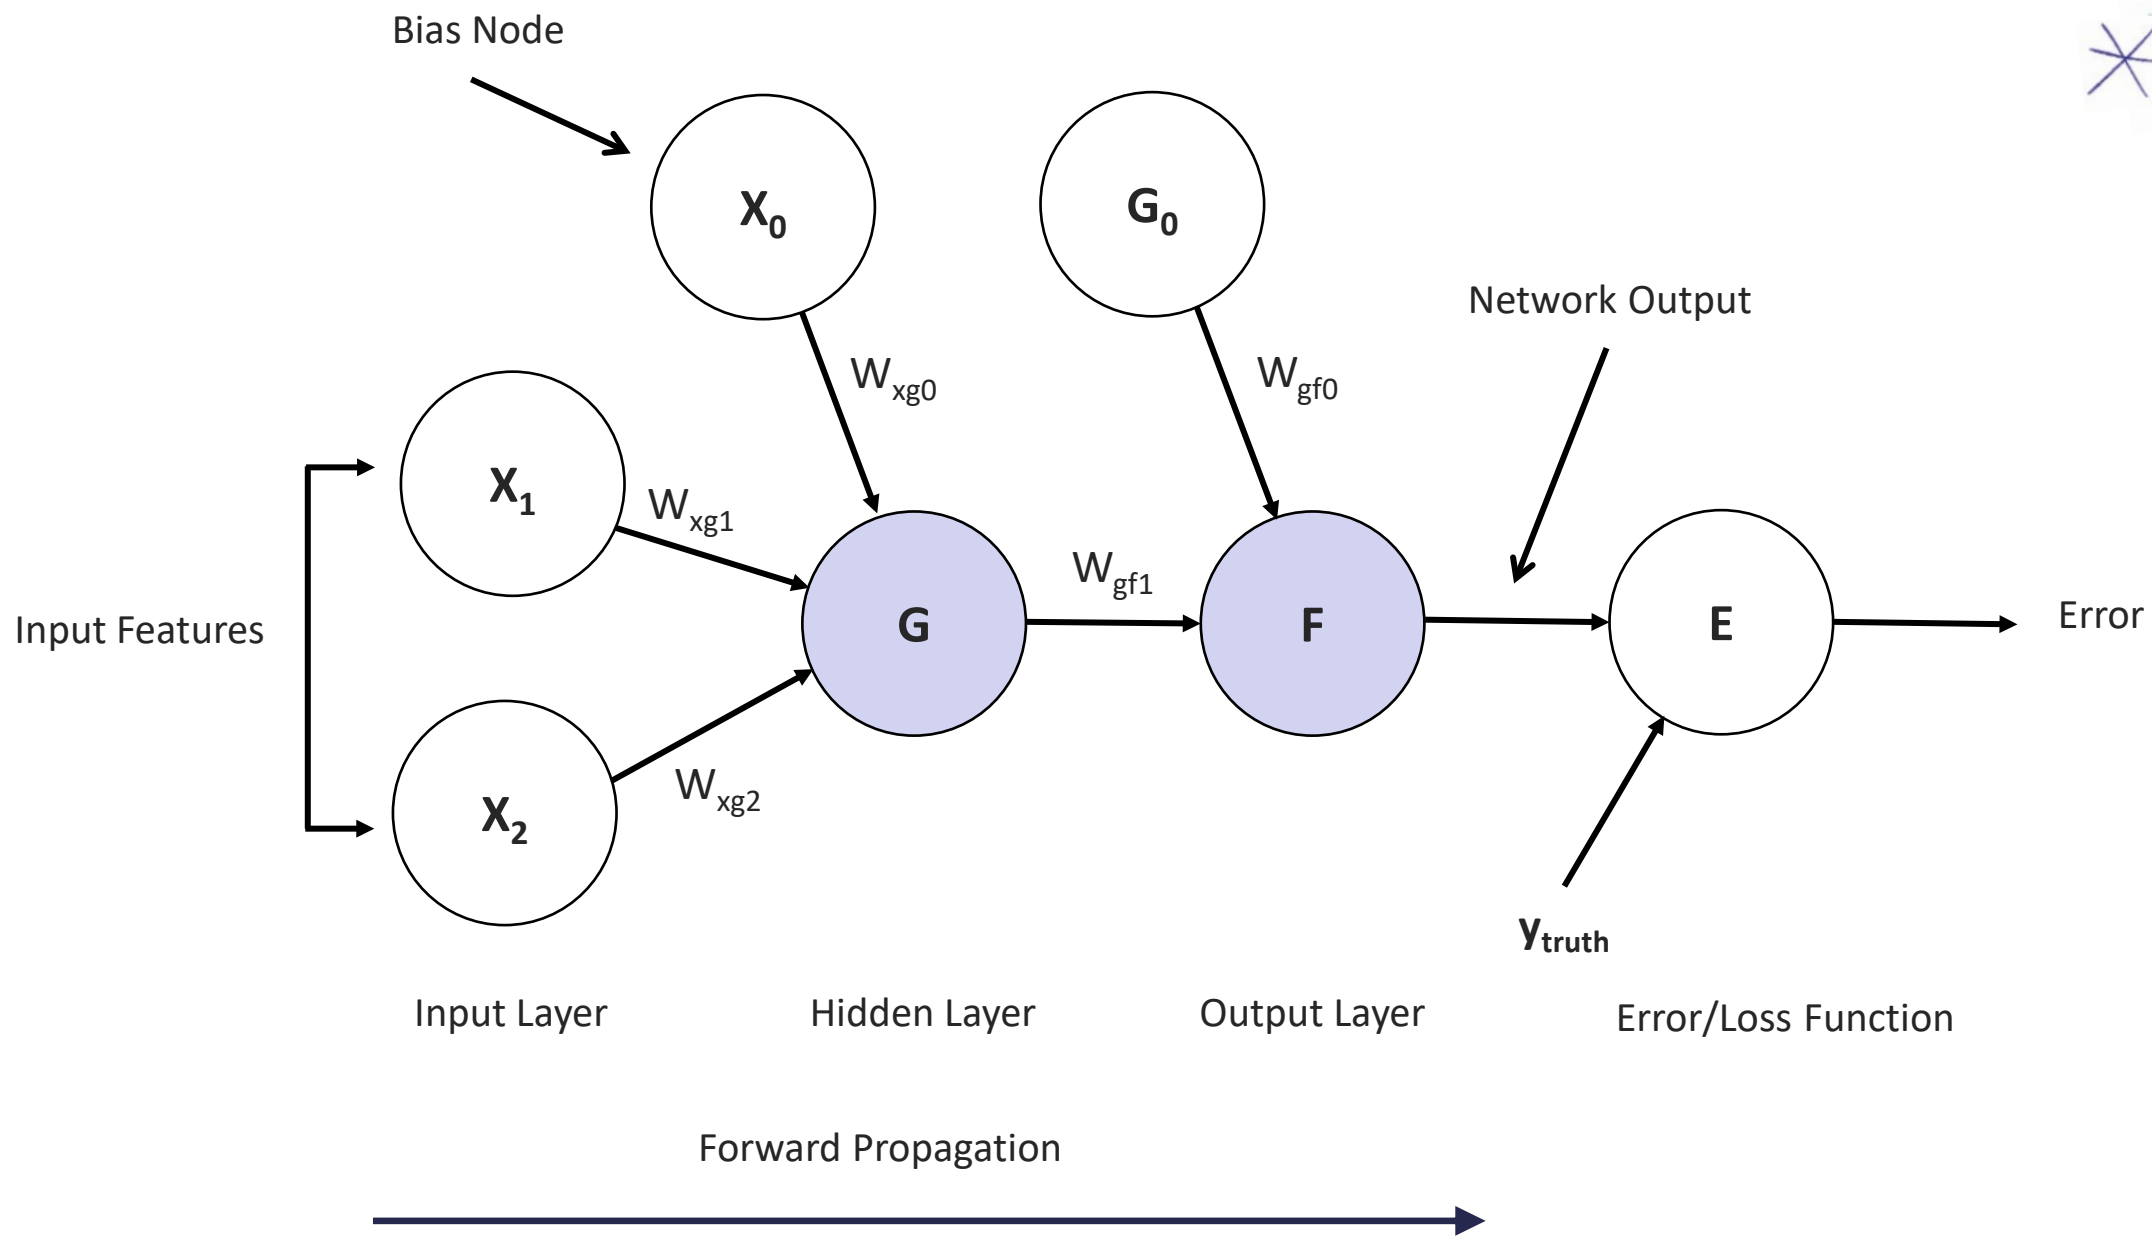 Bias Node
X0
G0
Network Output
Wxg0
Wgf0
X1
Wxg1
Wgf1
Input Features
G
F
E
Error
X2
Wxg2
ytruth
Input Layer
Hidden Layer
Output Layer
Error/Loss Function
Forward Propagation